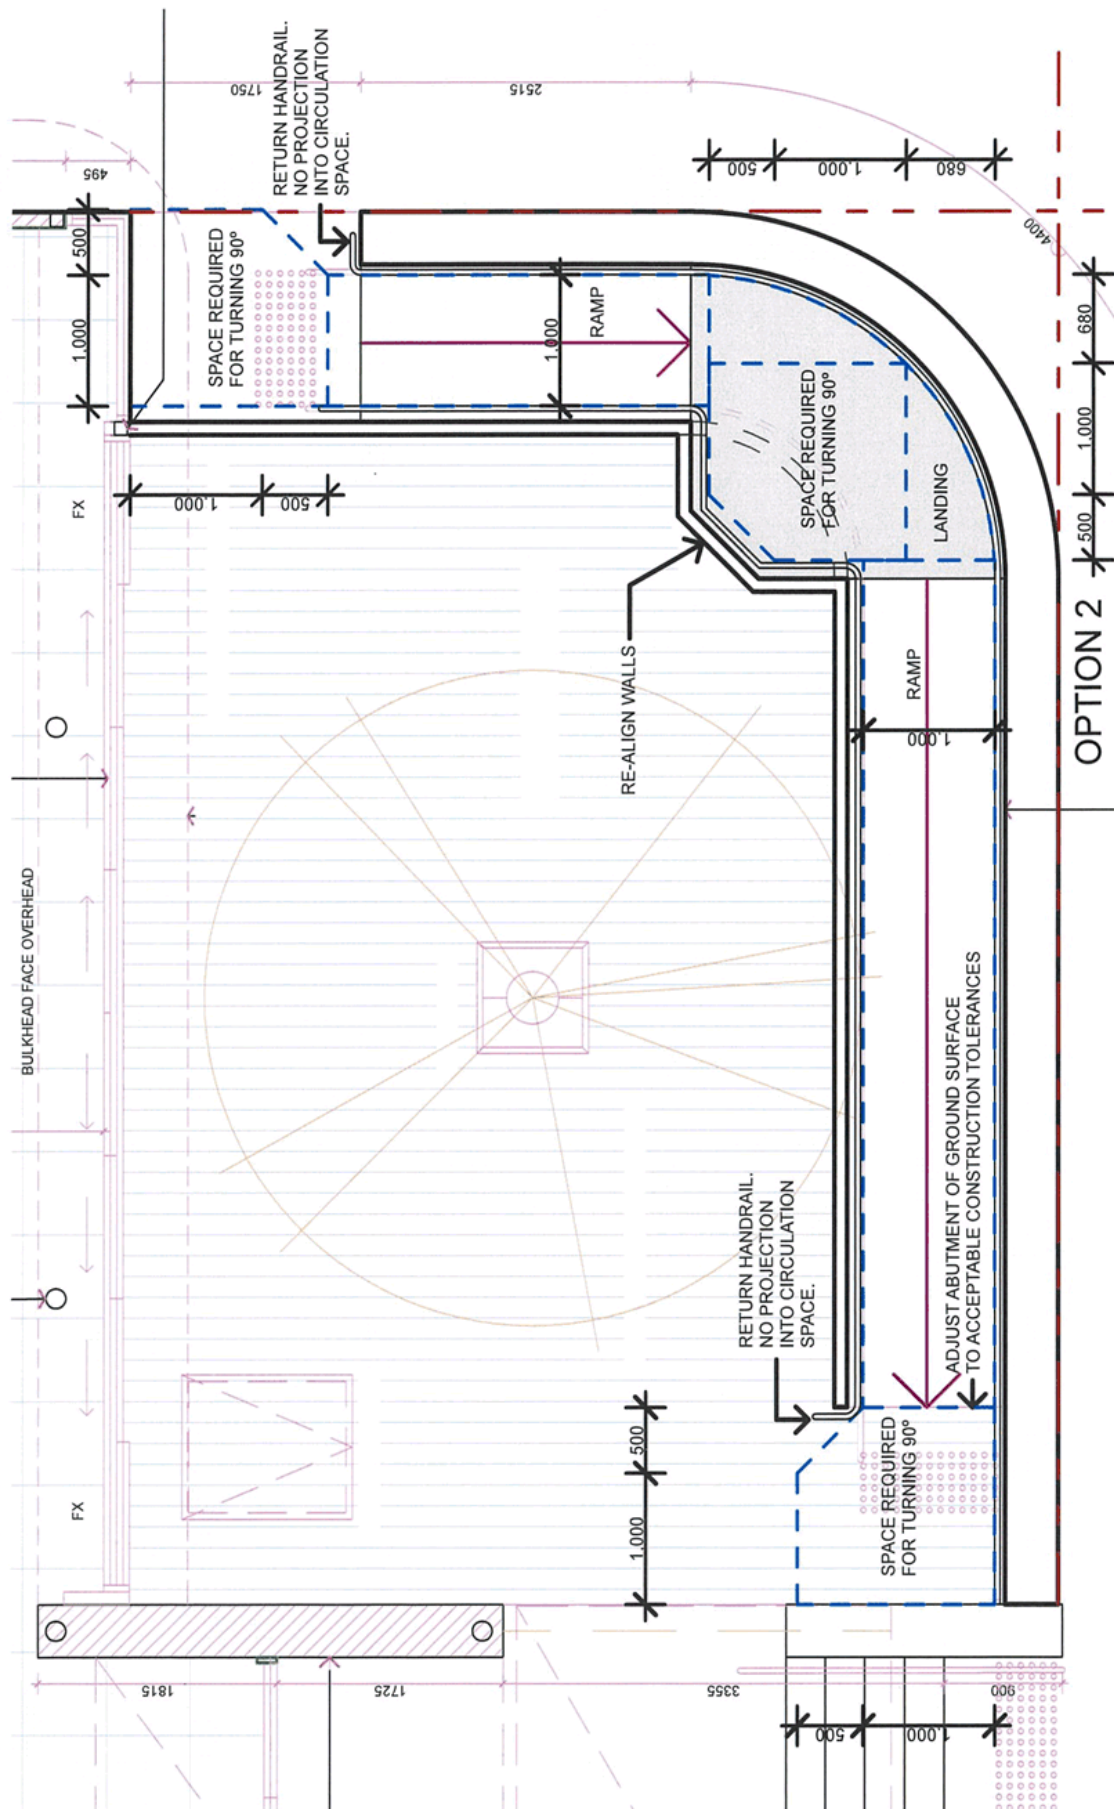 BULKHEAD FACE OVERHEAD
FX
FX
1,000
500
495
1750
2515
RETURN HANDRAIL.
NO PROJECTION
INTO CIRCULATION
SPACE.
SPACE REQUIRED
FOR TURNING 90º
1,000
500
1,000
RAMP
500
1,000
680
4400
SPACE REQUIRED
FOR TURNING 90º
LANDING
680
1,000
500
RE-ALIGN WALLS
RAMP
1,000
OPTION 2
RETURN HANDRAIL.
NO PROJECTION
INTO CIRCULATION
SPACE.
ADJUST ABUTMENT OF GROUND SURFACE
TO ACCEPTABLE CONSTRUCTION TOLERANCES
1,000
500
SPACE REQUIRED
FOR TURNING 90º
1815
1725
3355
900
500
1,000